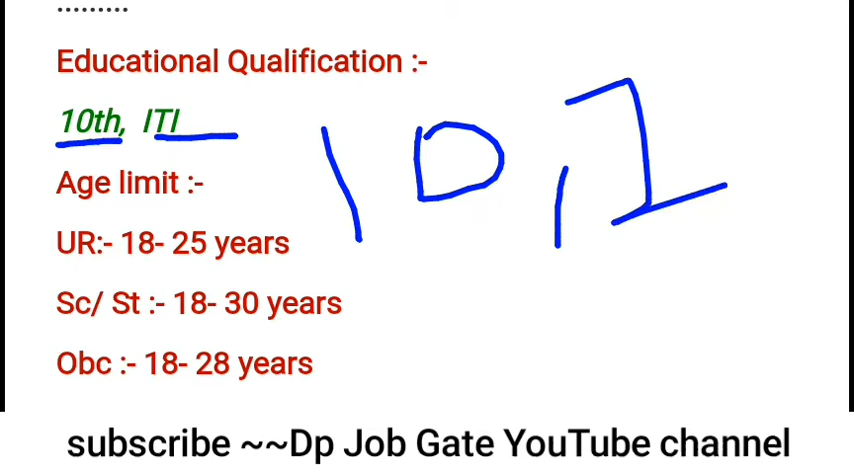 .........
Educational Qualification :-
10th, ITI
Age limit :-
UR:- 18- 25 years
Sc/ St :- 18- 30 years
Obc :- 18- 28 years
subscribe ~~Dp Job Gate YouTube channel